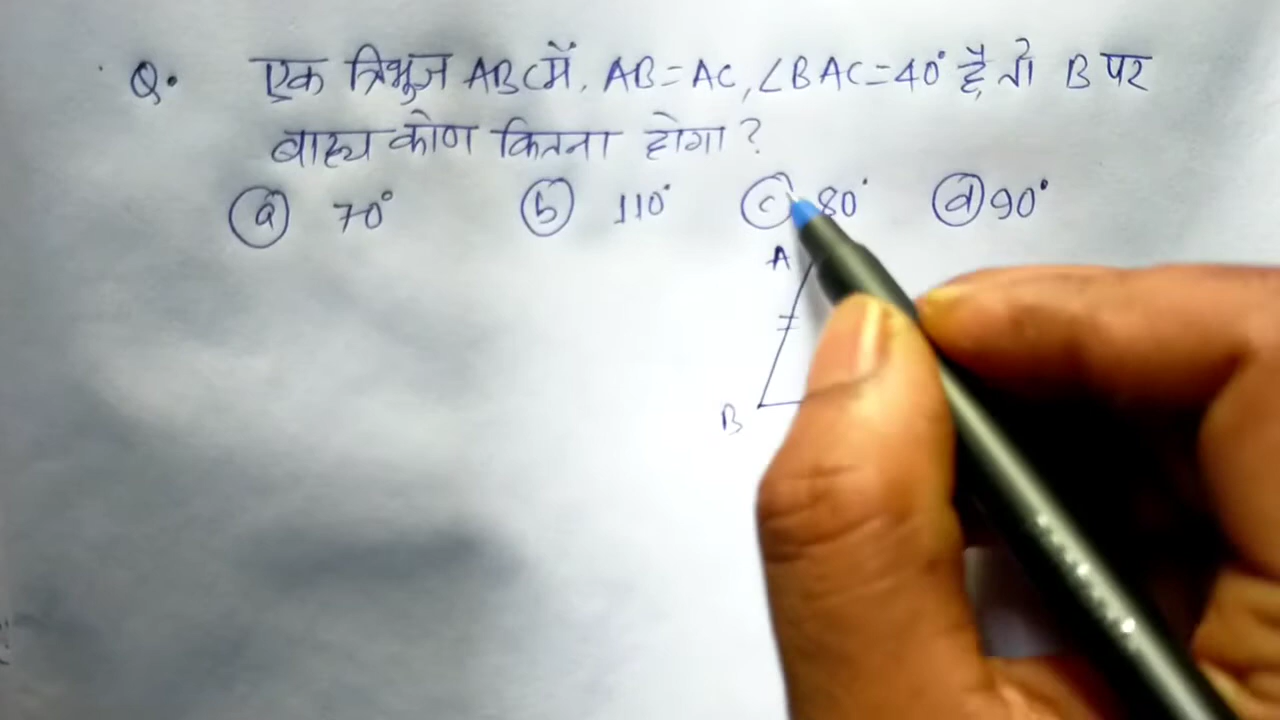 Q. एक त्रिभुज ABC में, AB=AC, ∠BAC=40° है, तो B पर
बाह्य कोण कितना होगा?
(a) 70° (b) 110° (c) 80° (d) 90°
A
B